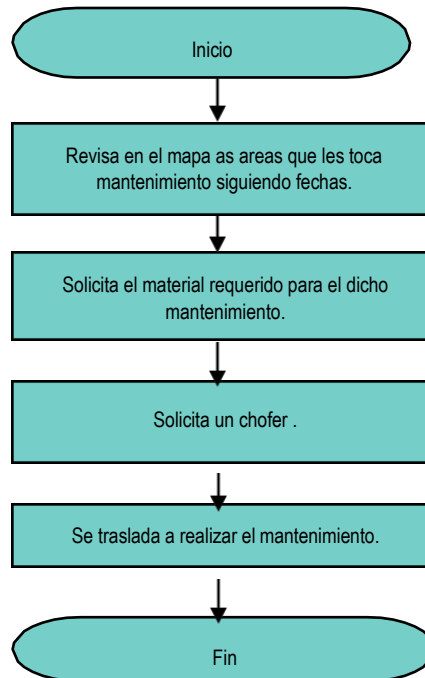 Inicio
Revisa en el mapa as areas que les toca
mantenimiento siguiendo fechas.
Solicita el material requerido para el dicho
mantenimiento.
Solicita un chofer .
Se traslada a realizar el mantenimiento.
Fin